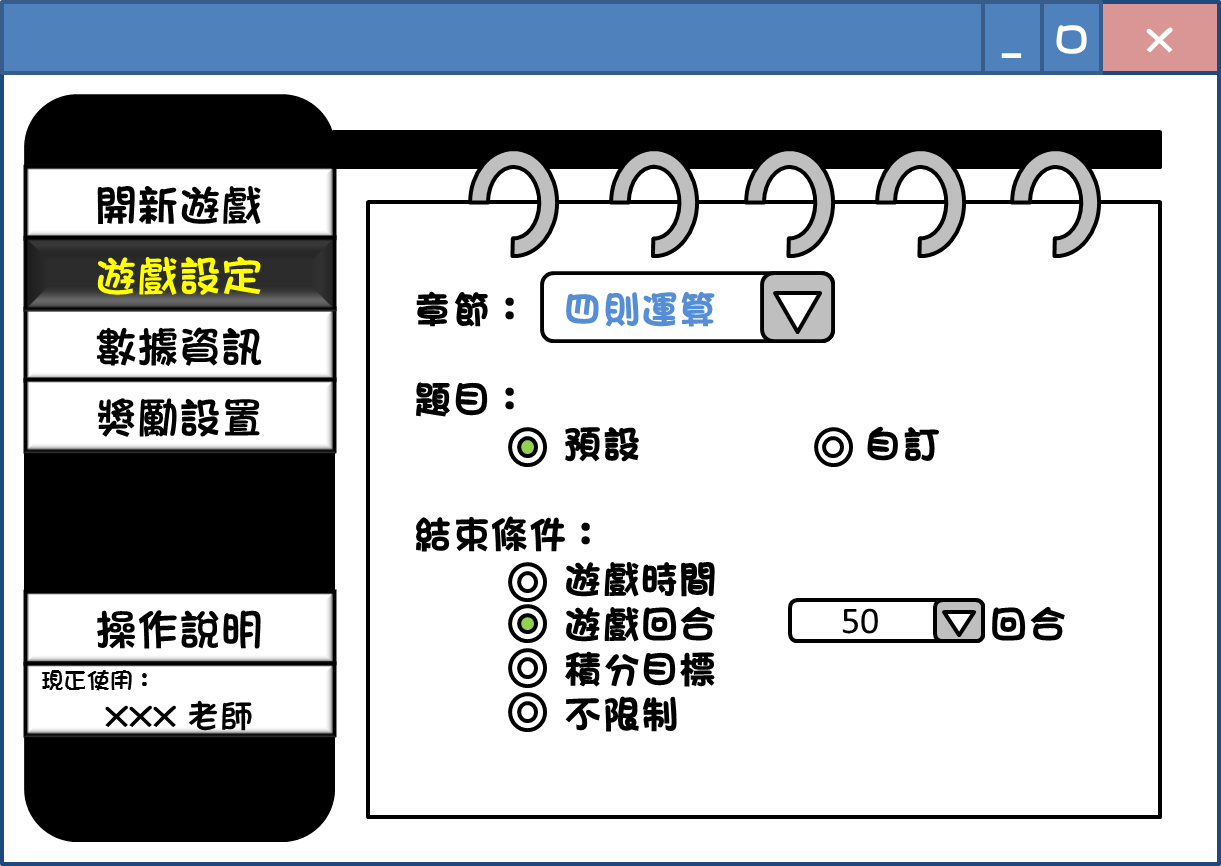 開新遊戲
遊戲設定
數據資訊
獎勵設置
操作說明
現正使用：
××× 老師
章節： 四則運算
題目：
預設 自訂
結束條件：
遊戲時間
遊戲回合 50 回合
積分目標
不限制